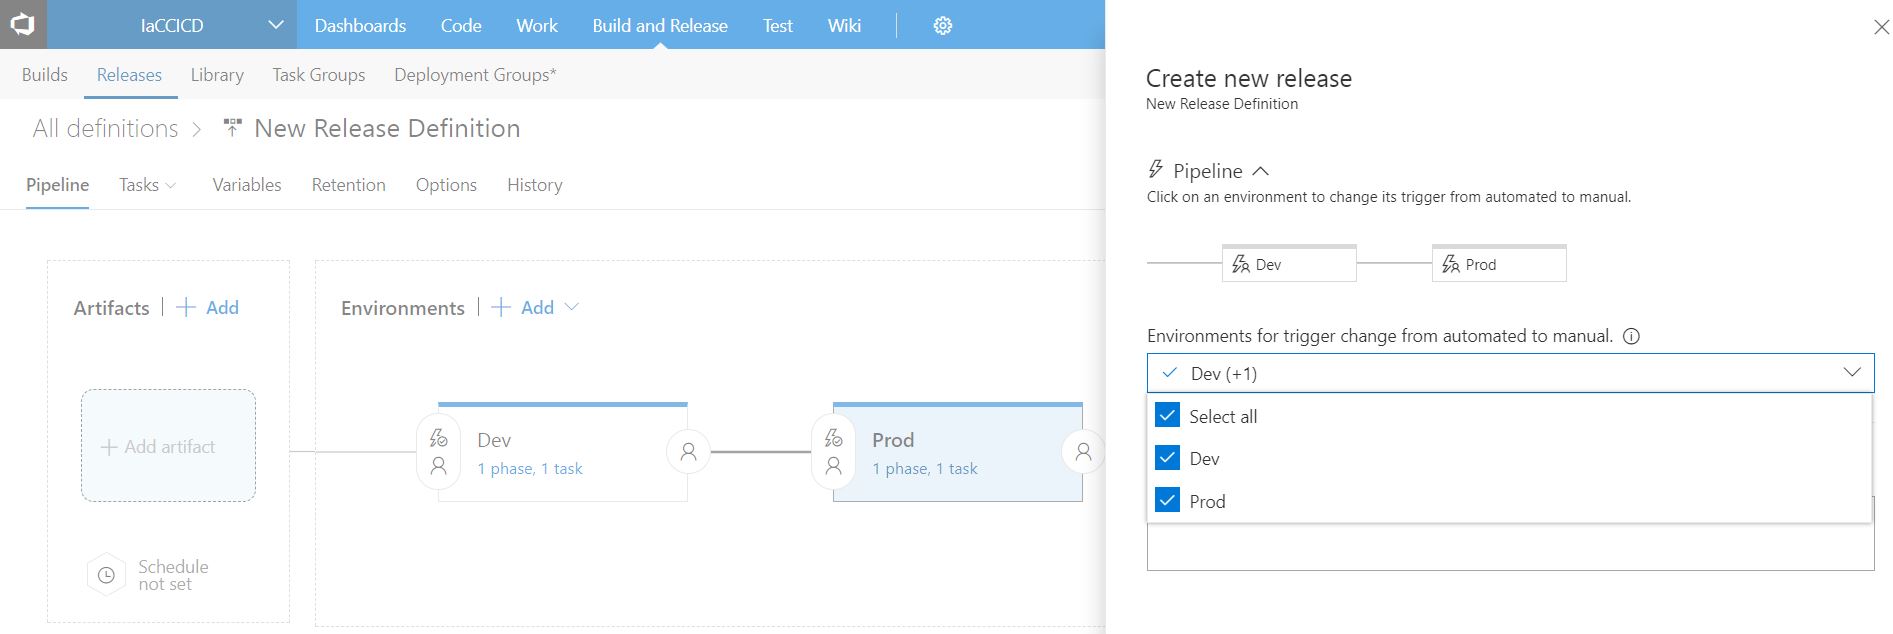 IaCCICD
Dashboards Code Work Build and Release Test Wiki
Builds Releases Library Task Groups Deployment Groups*
All definitions > New Release Definition
Pipeline Tasks Variables Retention Options History
Artifacts | + Add
Environments | + Add
+ Add artifact
Schedule
not set
Dev
1 phase, 1 task
Prod
1 phase, 1 task
Create new release
New Release Definition
Pipeline
Click on an environment to change its trigger from automated to manual.
Dev
Prod
Environments for trigger change from automated to manual.
Dev (+1)
Select all
Dev
Prod